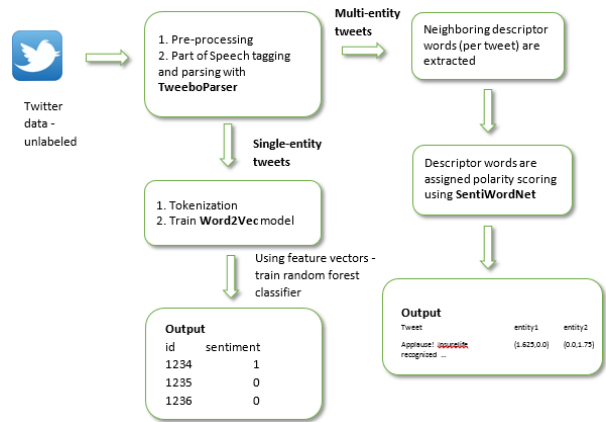 Twitter
data -
unlabeled
1. Pre-processing
2. Part of Speech tagging
and parsing with
TweeboParser
Multi-entity
tweets
Neighboring descriptor
words (per tweet) are
extracted
Descriptor words are
assigned polarity scoring
using SentiWordNet
Output
Tweet entity1 entity2
Applause! Insurelife (1.625,0.0) (0.0,1.75)
recognized ...
Single-entity
tweets
1. Tokenization
2. Train Word2Vec model
Using feature vectors -
train random forest
classifier
Output
id sentiment
1234 1
1235 0
1236 0